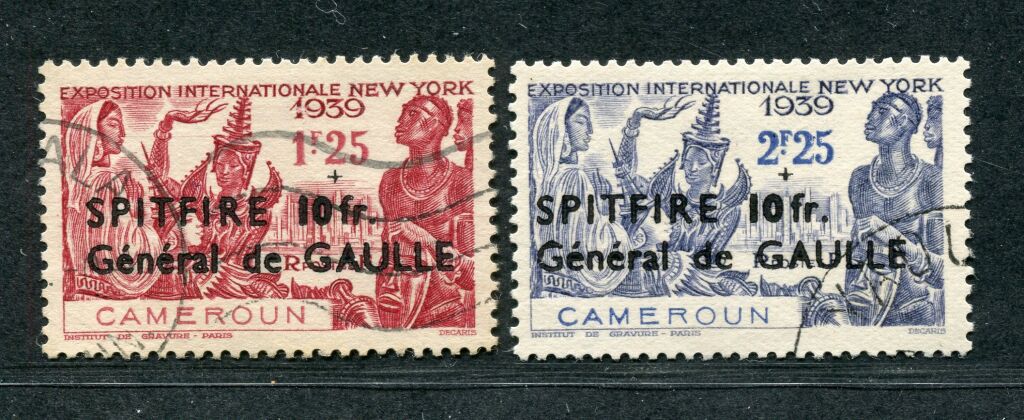 EXPOSITION INTERNATIONALE NEW YORK
1939
1F25
+
SPITFIRE 10fr.
Général de GAULLE
CAMEROUN
INSTITUT DE GRAVURE - PARIS
DECARIS
EXPOSITION INTERNATIONALE NEW YORK
1939
2F25
+
SPITFIRE 10fr.
Général de GAULLE
CAMEROUN
INSTITUT DE GRAVURE - PARIS
DECARIS